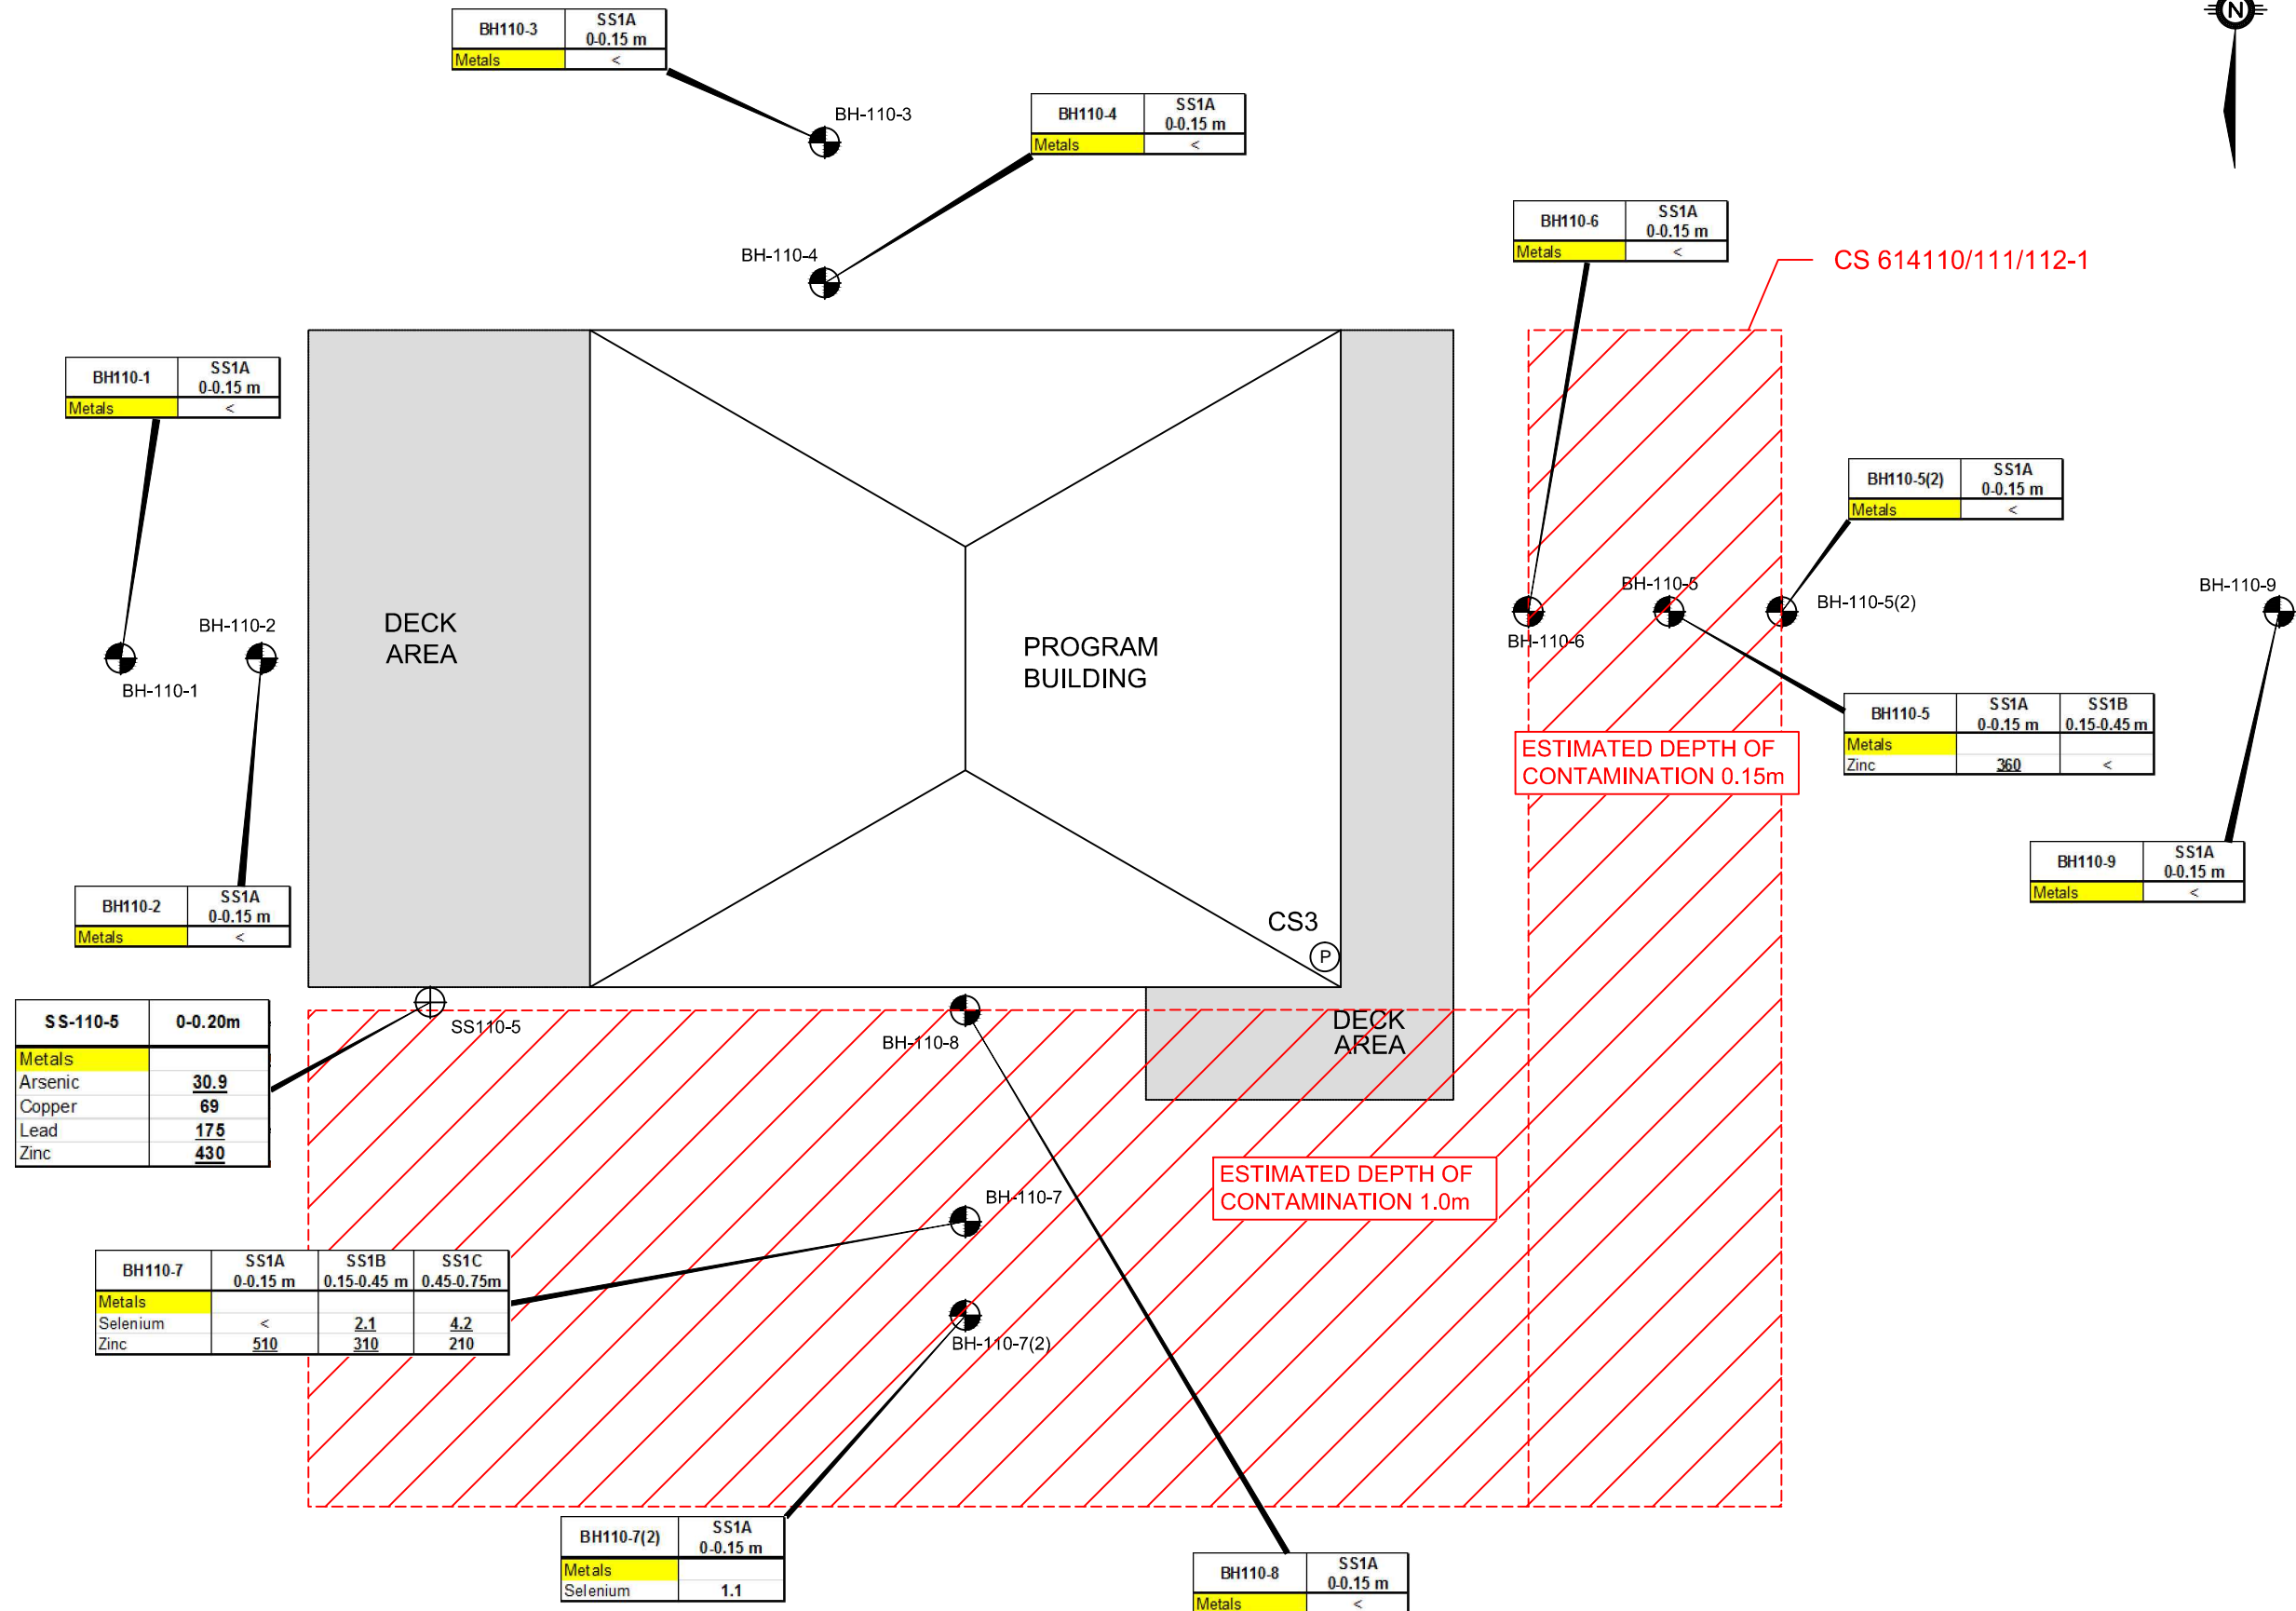 N
BH110-3 SS1A 0-0.15 m
Metals <
BH-110-3
BH110-4 SS1A 0-0.15 m
Metals <
BH-110-4
BH110-6 SS1A 0-0.15 m
Metals <
CS 614110/111/112-1
BH110-1 SS1A 0-0.15 m
Metals <
BH110-5(2) SS1A 0-0.15 m
Metals <
BH-110-1
BH-110-2
DECK
AREA
PROGRAM
BUILDING
BH-110-6
BH-110-5
BH-110-5(2)
BH-110-9
BH110-5 SS1A 0-0.15 m SS1B 0.15-0.45 m
Metals
Zinc 360 <
ESTIMATED DEPTH OF
CONTAMINATION 0.15m
BH110-9 SS1A 0-0.15 m
Metals <
BH110-2 SS1A 0-0.15 m
Metals <
CS3
P
SS-110-5 0-0.20m
Metals
Arsenic 30.9
Copper 69
Lead 175
Zinc 430
SS110-5
BH-110-8
DECK
AREA
ESTIMATED DEPTH OF
CONTAMINATION 1.0m
BH-110-7
BH110-7 SS1A 0-0.15 m SS1B 0.15-0.45 m SS1C 0.45-0.75m
Metals
Selenium < 2.1 4.2
Zinc 510 310 210
BH-110-7(2)
BH110-7(2) SS1A 0-0.15 m
Metals
Selenium 1.1
BH110-8 SS1A 0-0.15 m
Metals <